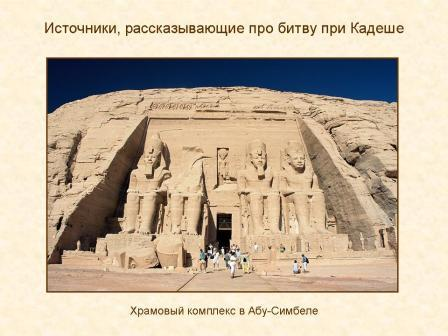 Источники, рассказывающие про битву при Кадеше
Храмовый комплекс в Абу-Симбеле